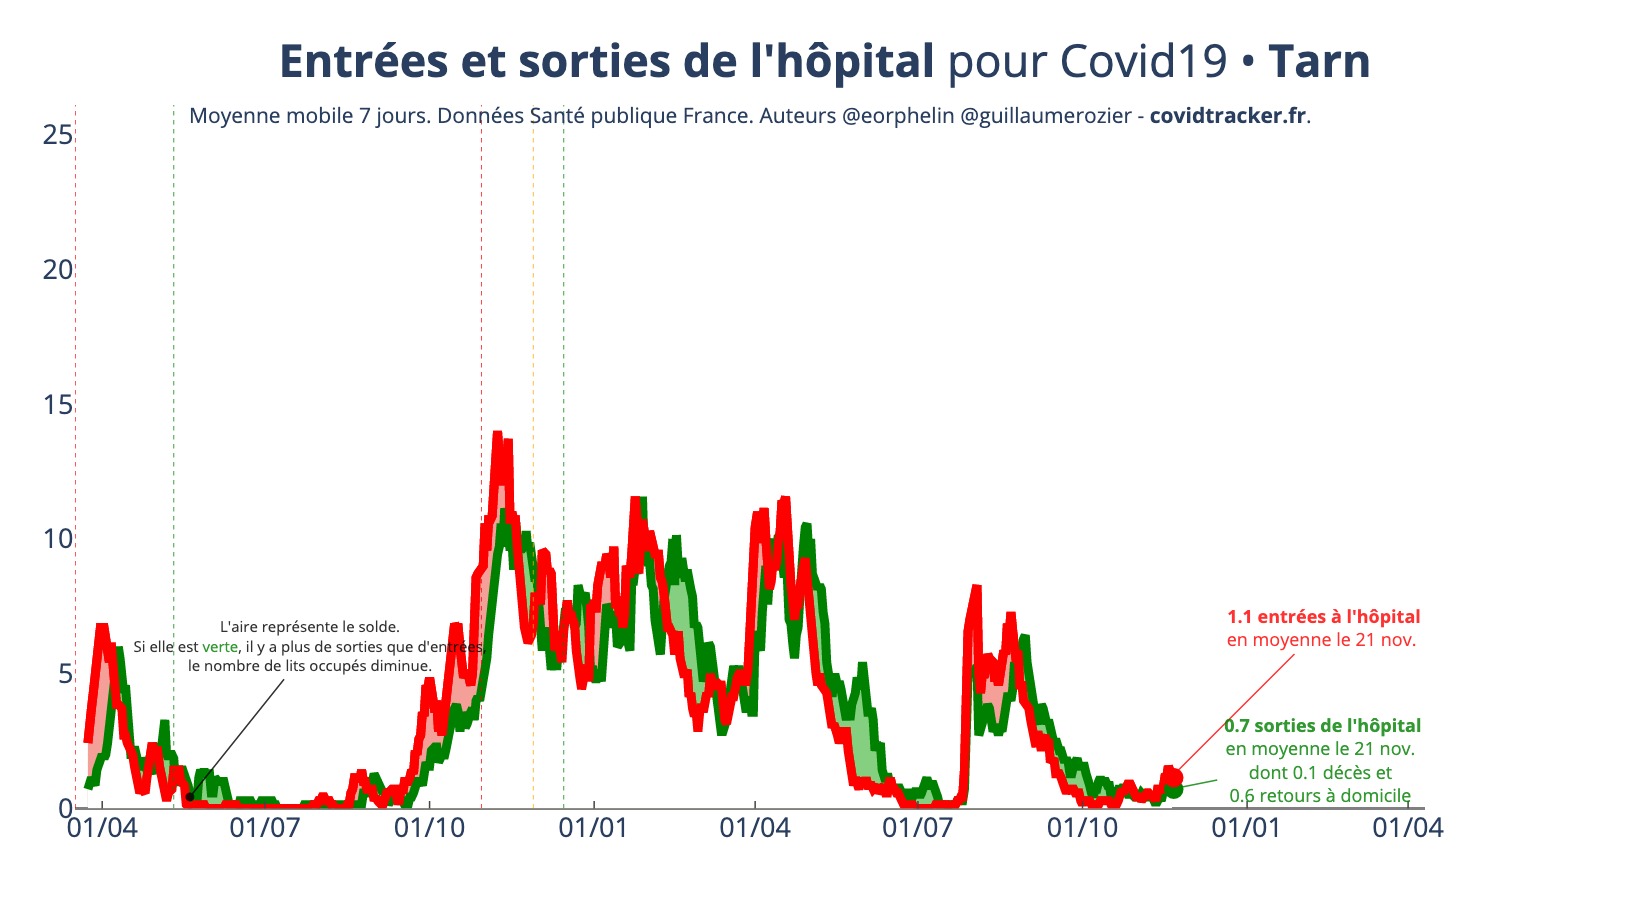 Entrées et sorties de l'hôpital pour Covid19 • Tarn
Moyenne mobile 7 jours. Données Santé publique France. Auteurs @eorphelin @guillaumerozier - covidtracker.fr.
25
20
15
10
5
0
L'aire représente le solde.
Si elle est verte, il y a plus de sorties que d'entrées,
le nombre de lits occupés diminue.
1.1 entrées à l'hôpital
en moyenne le 21 nov.
0.7 sorties de l'hôpital
en moyenne le 21 nov.
dont 0.1 décès et
0.6 retours à domicile
01/04 01/07 01/10 01/01 01/04 01/07 01/10 01/01 01/04